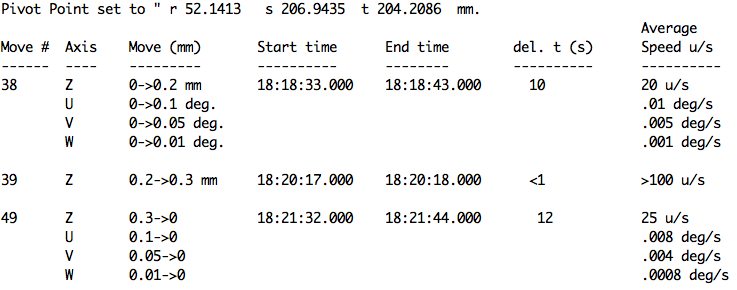 Pivot Point set to " r 52.1413   s 206.9435  t 204.2086  mm.
                                                                                Average
Move #  Axis    Move (mm)       Start time      End time        del. t (s)      Speed u/s
------  ----    ---------       ----------      --------        ----------      ----------
38      Z       0->0.2 mm       18:18:33.000    18:18:43.000      10            20 u/s
        U       0->0.1 deg.                                                     .01 deg/s
        V       0->0.05 deg.                                                    .005 deg/s
        W       0->0.01 deg.                                                    .001 deg/s
39      Z       0.2->0.3 mm     18:20:17.000    18:20:18.000      <1            >100 u/s
49      Z       0.3->0          18:21:32.000    18:21:44.000       12           25 u/s
        U       0.1->0                                                          .008 deg/s
        V       0.05->0                                                         .004 deg/s
        W       0.01->0                                                         .0008 deg/s